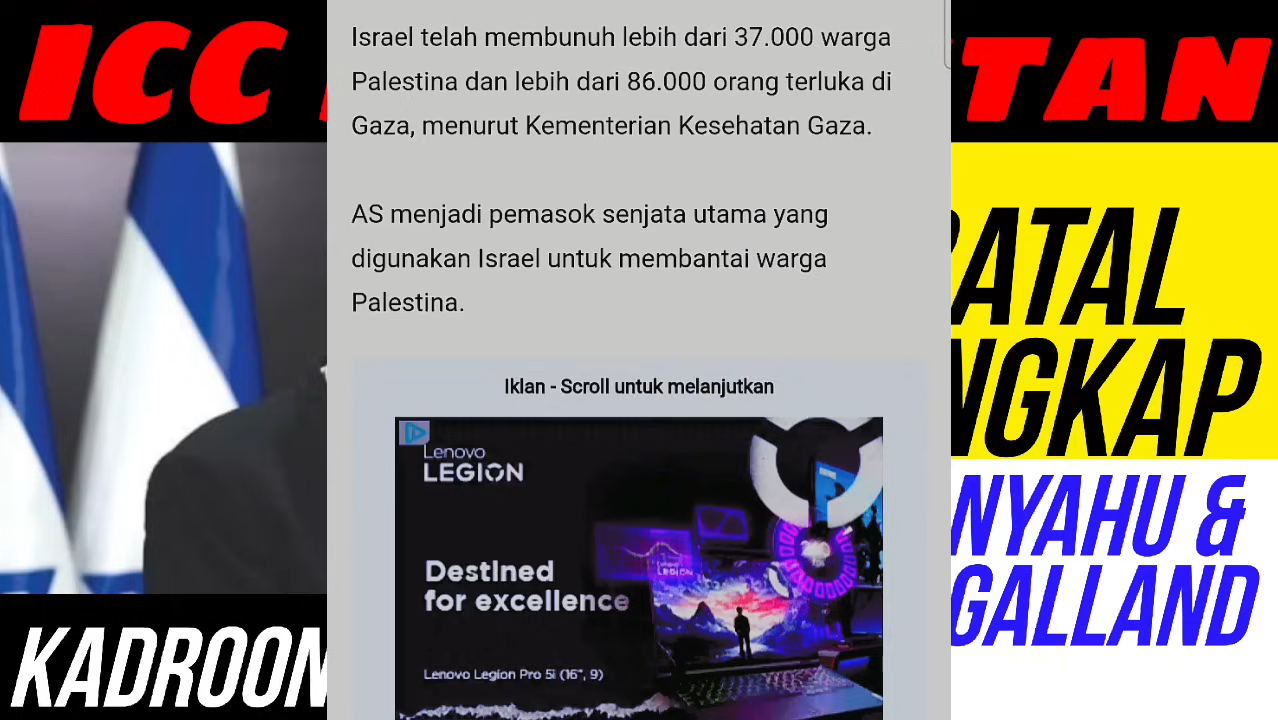 ICC
TAN
Israel telah membunuh lebih dari 37.000 warga
Palestina dan lebih dari 86.000 orang terluka di
Gaza, menurut Kementerian Kesehatan Gaza.
AS menjadi pemasok senjata utama yang
digunakan Israel untuk membantai warga
Palestina.
Iklan - Scroll untuk melanjutkan
Lenovo
LEGION
Destined
for excellence
Lenovo Legion Pro 5i (16", 9)
ATAL
NGKAP
NYAHU &
GALLAND
KADROON